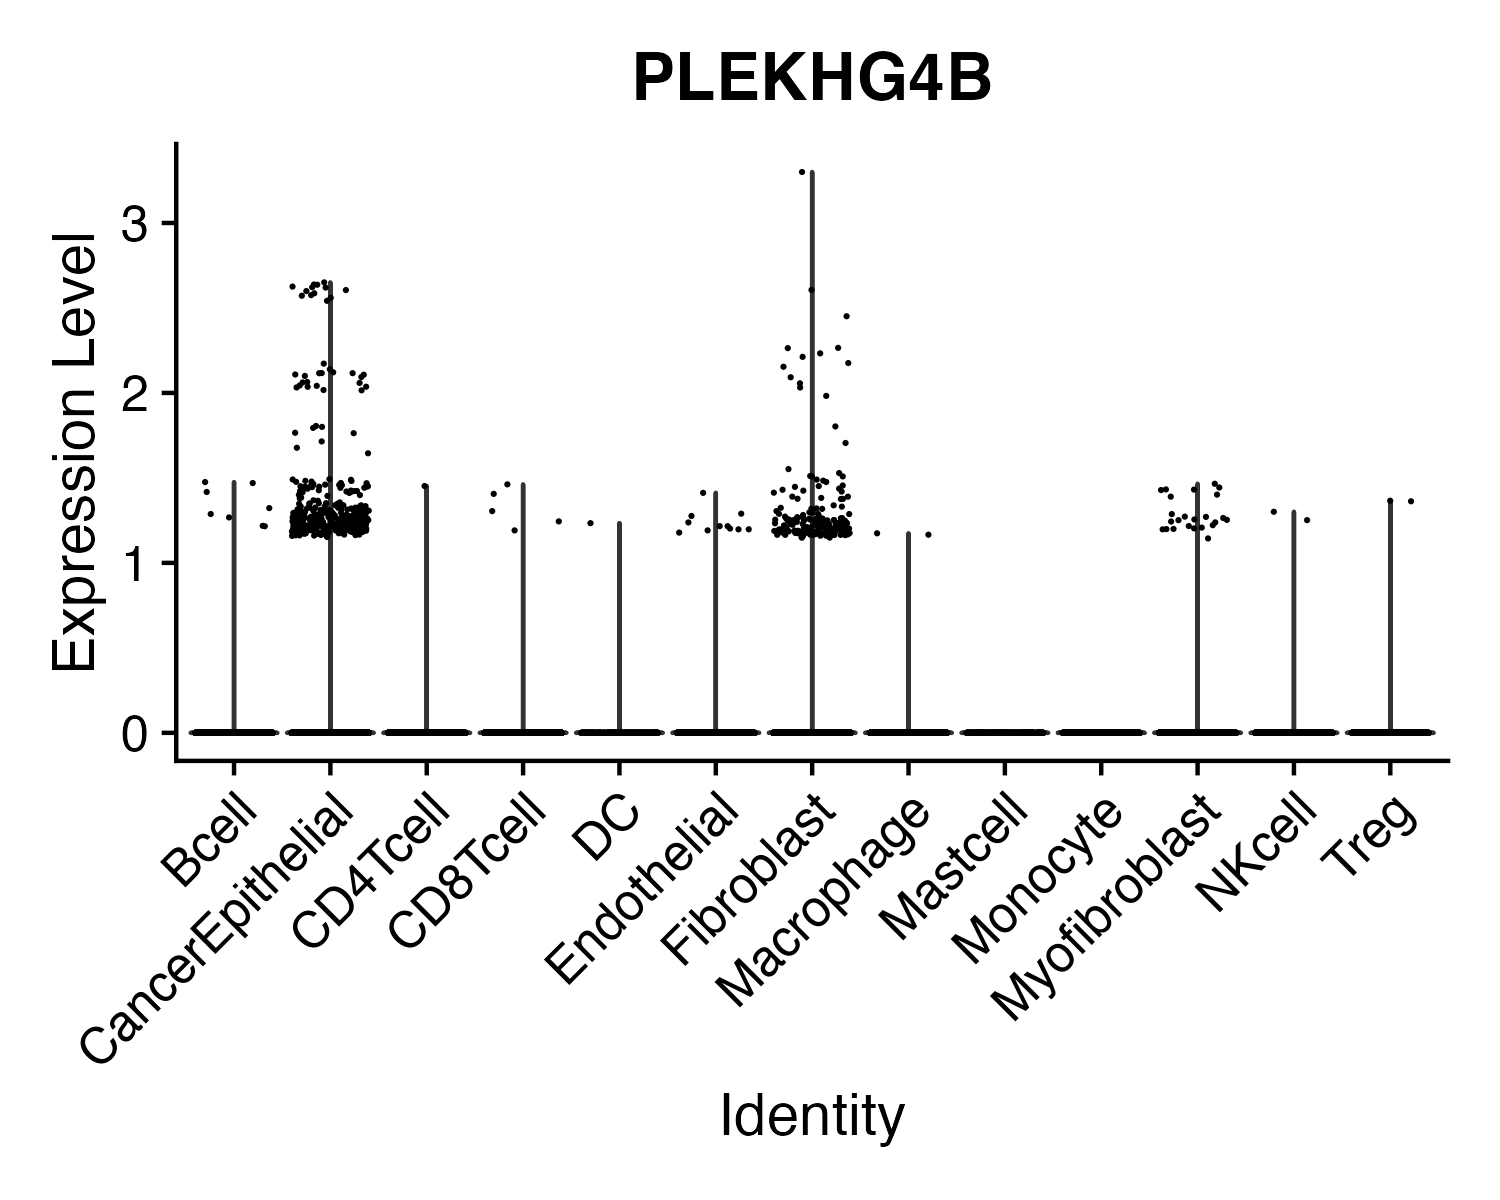 PLEKHG4B
Expression Level
3
2
1
0
Bcell
CancerEpithelial
CD4Tcell
CD8Tcell
DC
Endothelial
Fibroblast
Macrophage
Mastcell
Monocyte
Myofibroblast
NKcell
Treg
Identity